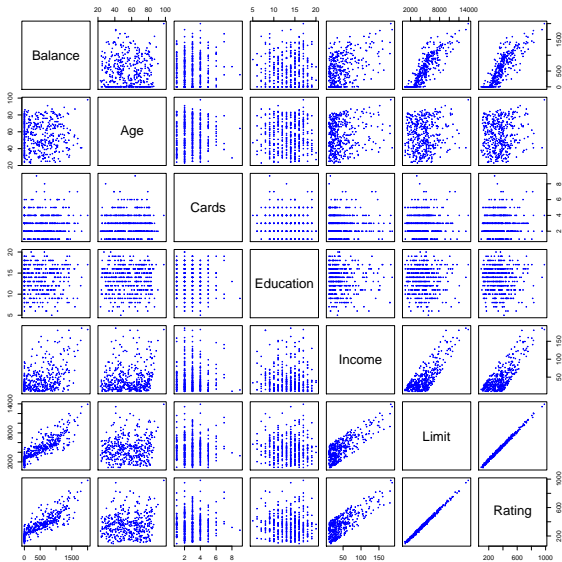 20 40 60 80 100
5 10 15 20
2000 8000 14000
Balance
0 500 1500
20 40 60 80 100
Age
Cards
2 4 6 8
5 10 15 20
Education
Income
50 100 150
2000 8000 14000
Limit
Rating
200 600 1000
0 500 1500
2 4 6 8
50 100 150
200 600 1000